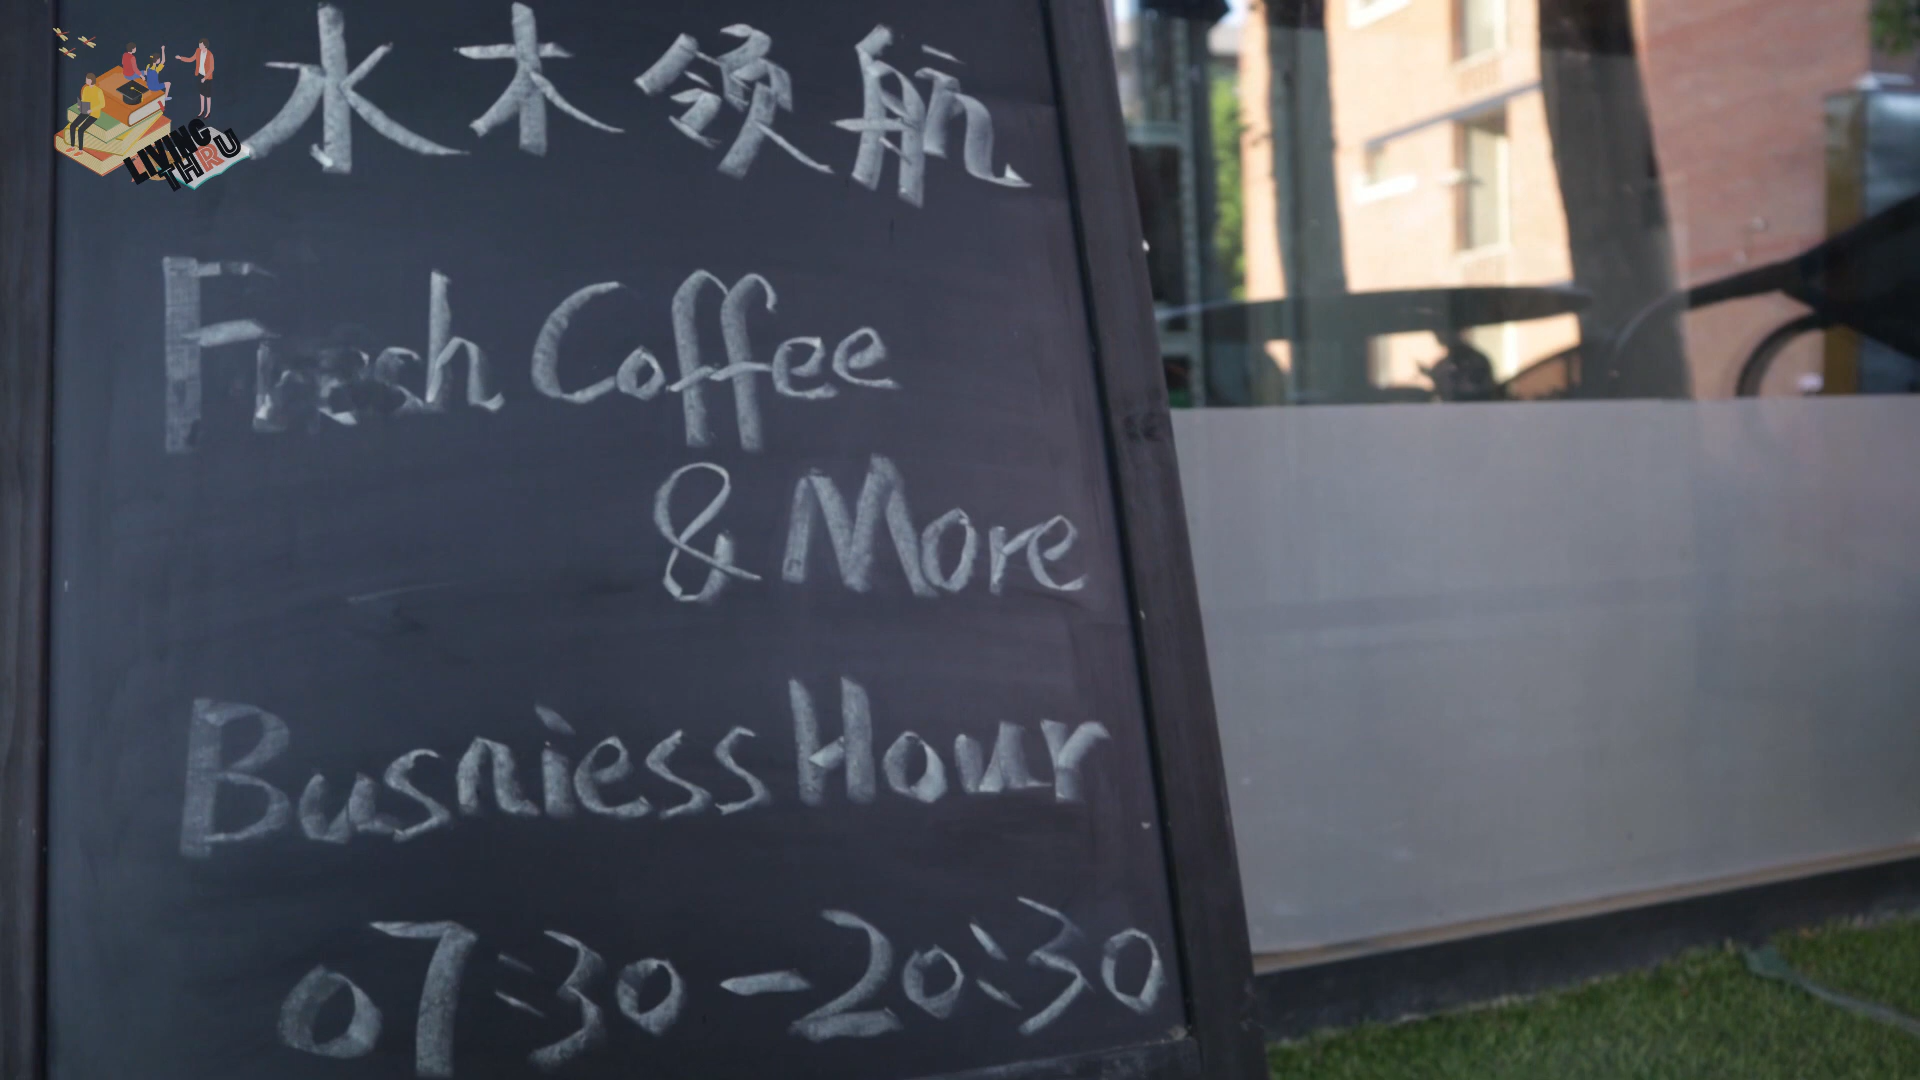 水木领航
LIVING
THRU
Fresh Coffee
& More
Busniess Hour
07:30-20:30